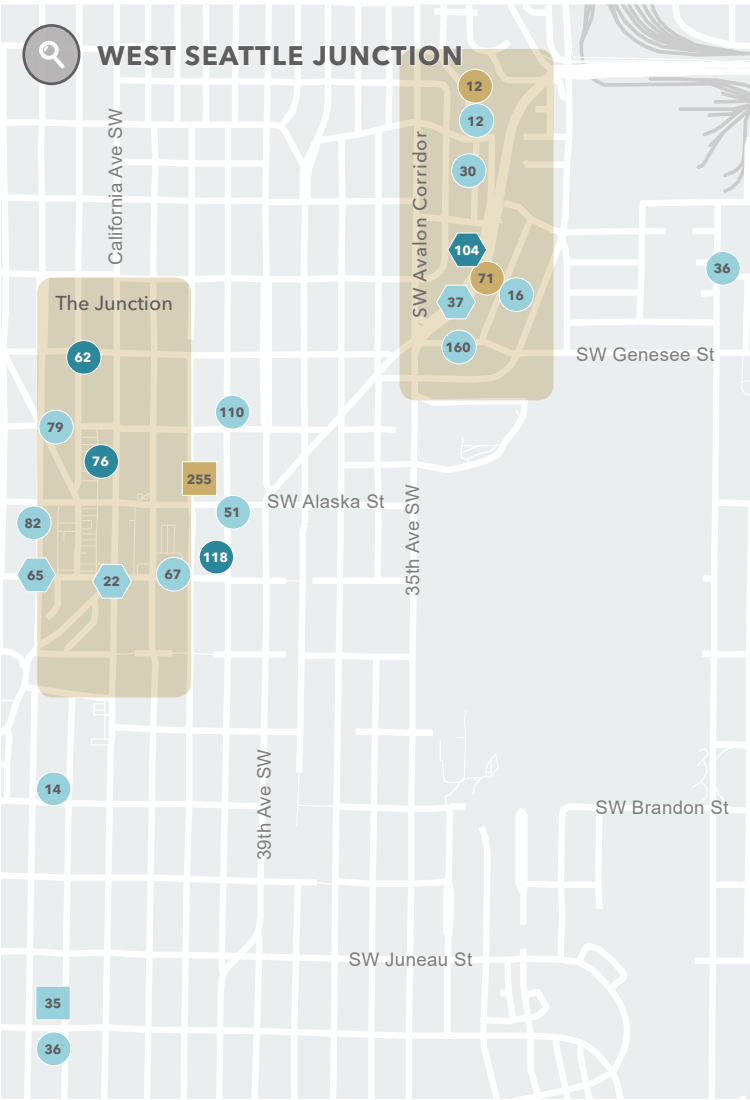 WEST SEATTLE JUNCTION
12
California Ave SW
12
SW Avalon Corridor
30
104
36
71
16
37
The Junction
160
SW Genesee St
62
110
79
76
255
SW Alaska St
51
82
35th Ave SW
118
67
65
22
14
39th Ave SW
SW Brandon St
SW Juneau St
35
36